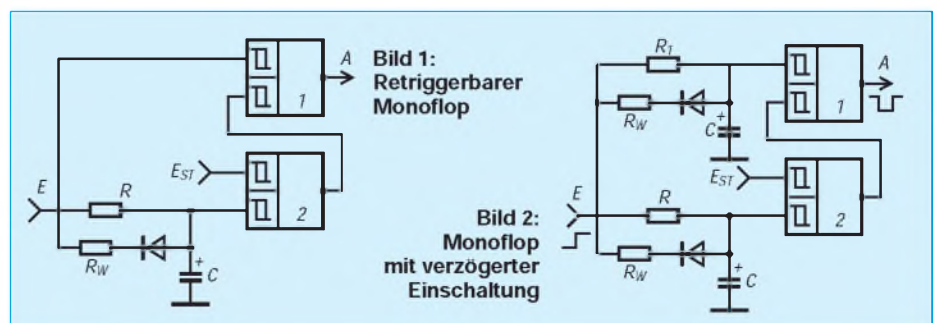 A
1
Bild 1:
Retriggerbarer
Monoflop
E_ST
2
E
R
R_W
+
C
R_1
A
1
R_W
+
C
E_ST
2
E
R
R_W
+
C
Bild 2:
Monoflop
mit verzögerter
Einschaltung